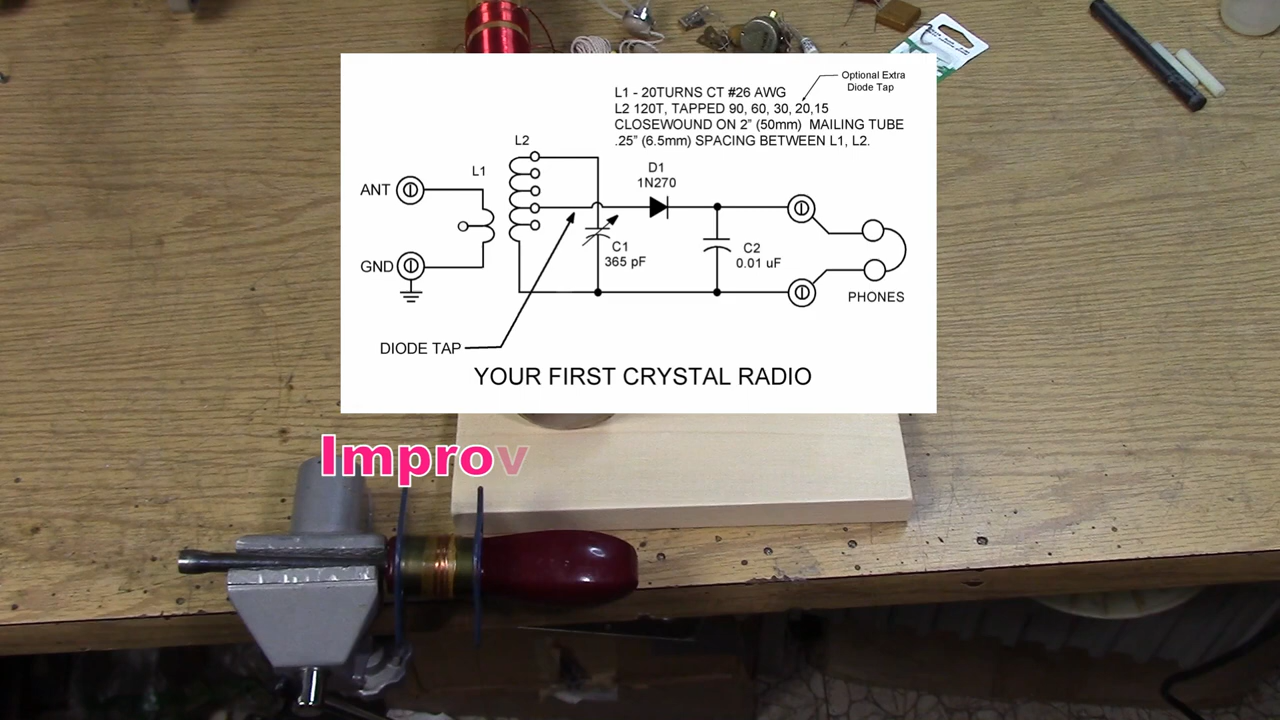 Optional Extra
Diode Tap
L1 - 20TURNS CT #26 AWG
L2 120T, TAPPED 90, 60, 30, 20,15
CLOSEWOUND ON 2" (50mm) MAILING TUBE
.25" (6.5mm) SPACING BETWEEN L1, L2.
L2
L1
D1
1N270
ANT
C1
365 pF
C2
0.01 uF
GND
PHONES
DIODE TAP
YOUR FIRST CRYSTAL RADIO
Improv